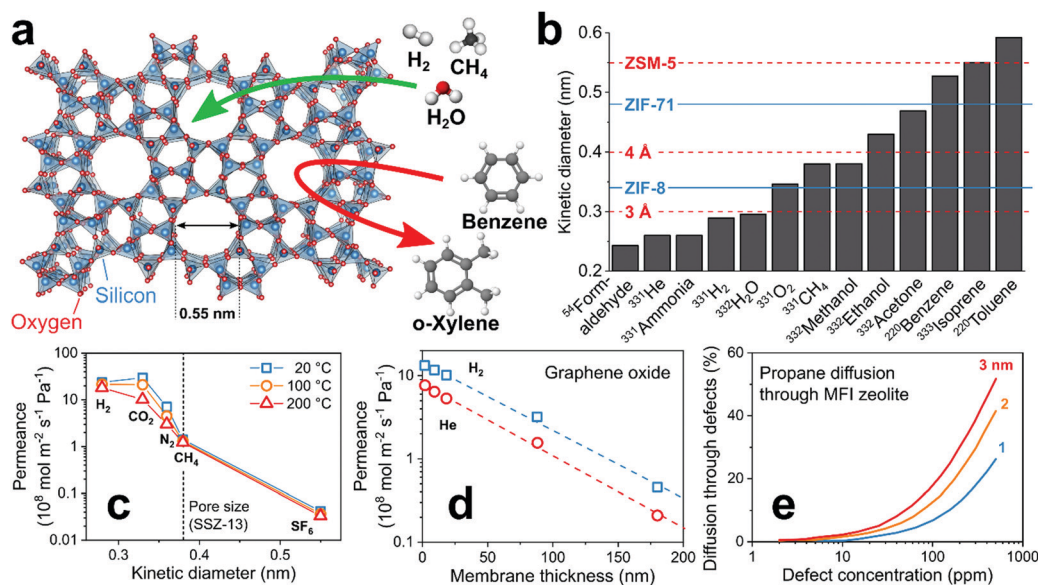 a
H2
CH4
H2O
Benzene
o-Xylene
Silicon
Oxygen
0.55 nm
b
Kinetic diameter (nm)
0.6
0.5
0.4
0.3
0.2
ZSM-5
ZIF-71
4 Å
ZIF-8
3 Å
54Form-
aldehyde
331He
331Ammonia
331H2
332H2O
331O2
331CH4
332Methanol
332Ethanol
332Acetone
220Benzene
333Isoprene
220Toluene
c
Permeance
(10⁸ mol m⁻² s⁻¹ Pa⁻¹)
100
10
1
0.1
0.01
20 °C
100 °C
200 °C
H2
CO2
N2
CH4
SF6
Pore size
(SSZ-13)
0.3
0.4
0.5
Kinetic diameter (nm)
d
Permeance
(10⁸ mol m⁻² s⁻¹ Pa⁻¹)
10
1
0.1
Graphene oxide
H2
He
0
50
100
150
200
Membrane thickness (nm)
e
Diffusion through defects (%)
60
40
20
0
Propane diffusion
through MFI zeolite
3 nm
2
1
1
10
100
1000
Defect concentration (ppm)